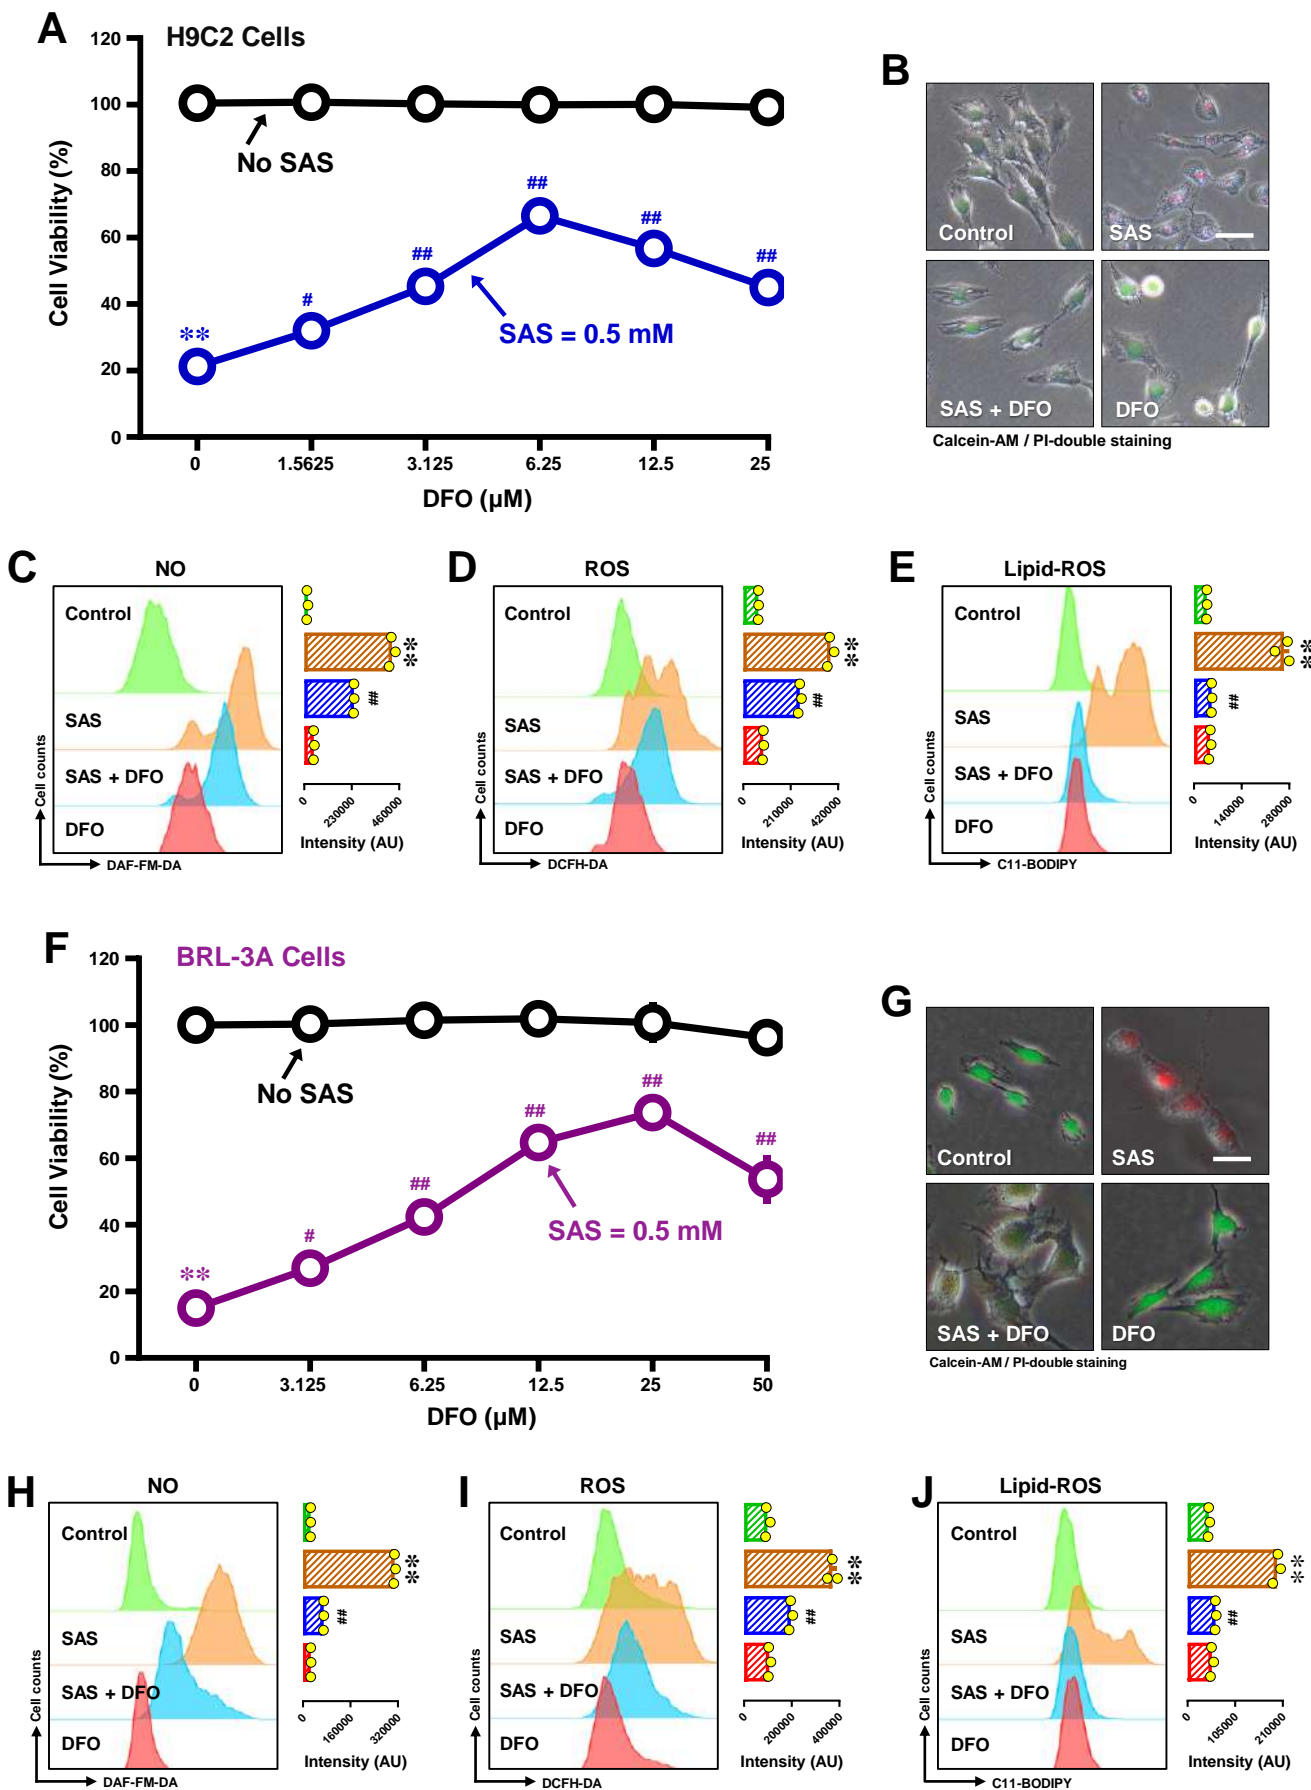 A
H9C2 Cells
Cell Viability (%)
120
100
80
60
40
20
0
No SAS
**
#
##
##
##
##
SAS = 0.5 mM
0
1.5625
3.125
6.25
12.5
25
DFO (µM)
B
Control
SAS
SAS + DFO
DFO
Calcein-AM / PI-double staining
C
NO
Control
SAS
SAS + DFO
DFO
Cell counts
DAF-FM-DA
**
##
0
230000
460000
Intensity (AU)
D
ROS
Control
SAS
SAS + DFO
DFO
Cell counts
DCFH-DA
**
##
0
210000
420000
Intensity (AU)
E
Lipid-ROS
Control
SAS
SAS + DFO
DFO
Cell counts
C11-BODIPY
**
##
0
140000
280000
Intensity (AU)
F
BRL-3A Cells
Cell Viability (%)
120
100
80
60
40
20
0
No SAS
**
#
##
##
##
##
SAS = 0.5 mM
0
3.125
6.25
12.5
25
50
DFO (µM)
G
Control
SAS
SAS + DFO
DFO
Calcein-AM / PI-double staining
H
NO
Control
SAS
SAS + DFO
DFO
Cell counts
DAF-FM-DA
**
##
0
160000
320000
Intensity (AU)
I
ROS
Control
SAS
SAS + DFO
DFO
Cell counts
DCFH-DA
**
##
0
200000
400000
Intensity (AU)
J
Lipid-ROS
Control
SAS
SAS + DFO
DFO
Cell counts
C11-BODIPY
**
##
0
105000
210000
Intensity (AU)